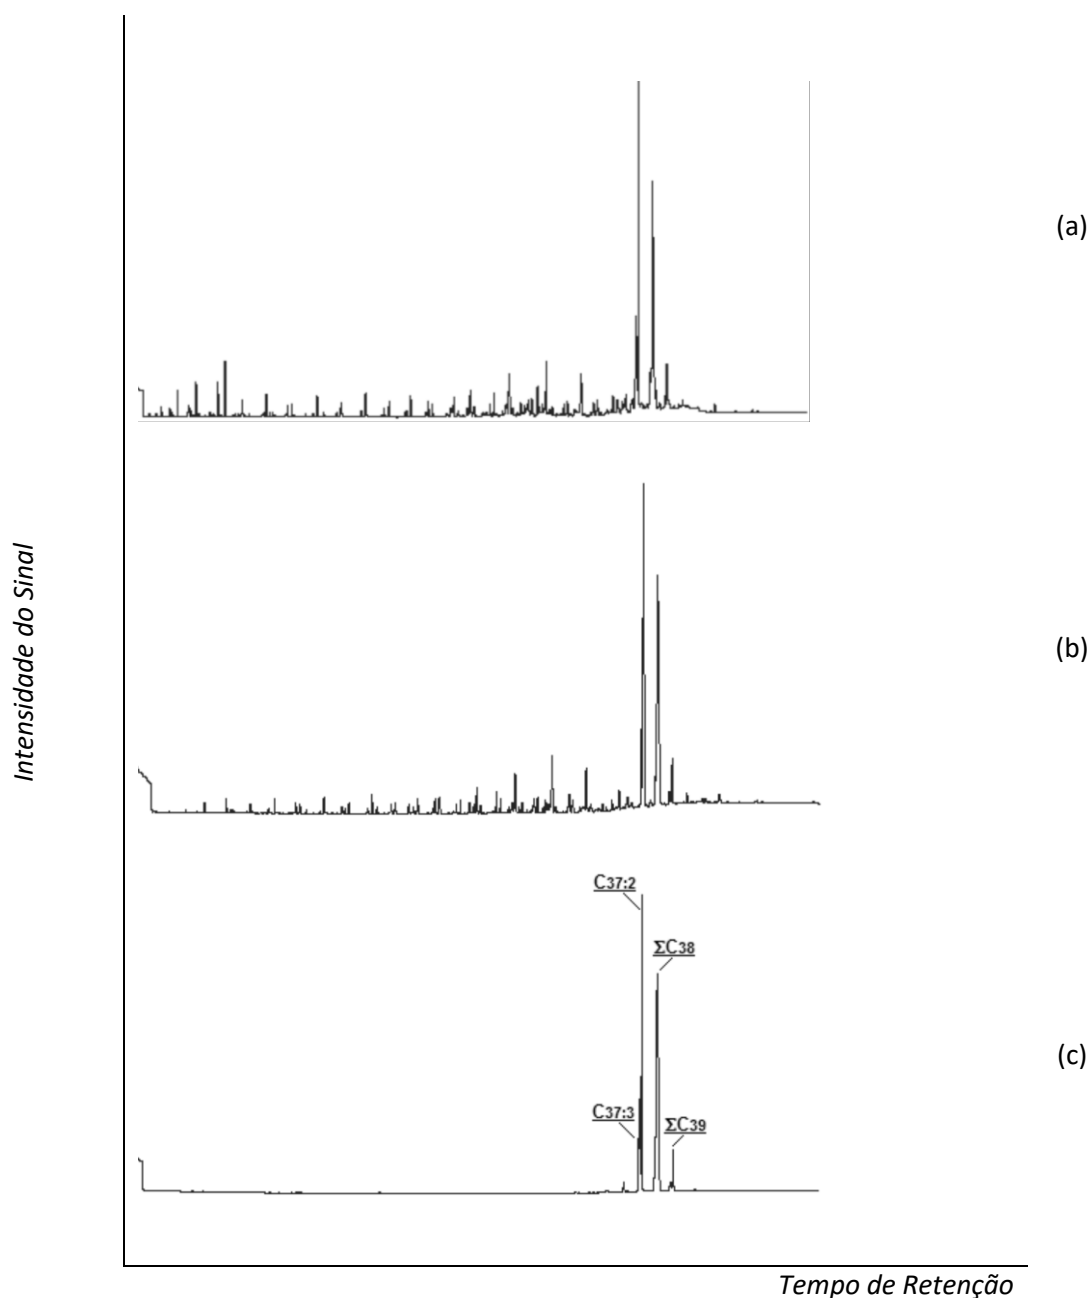 (a)
Intensidade do Sinal
(b)
C37:2
ΣC38
(c)
C37:3
ΣC39
Tempo de Retenção